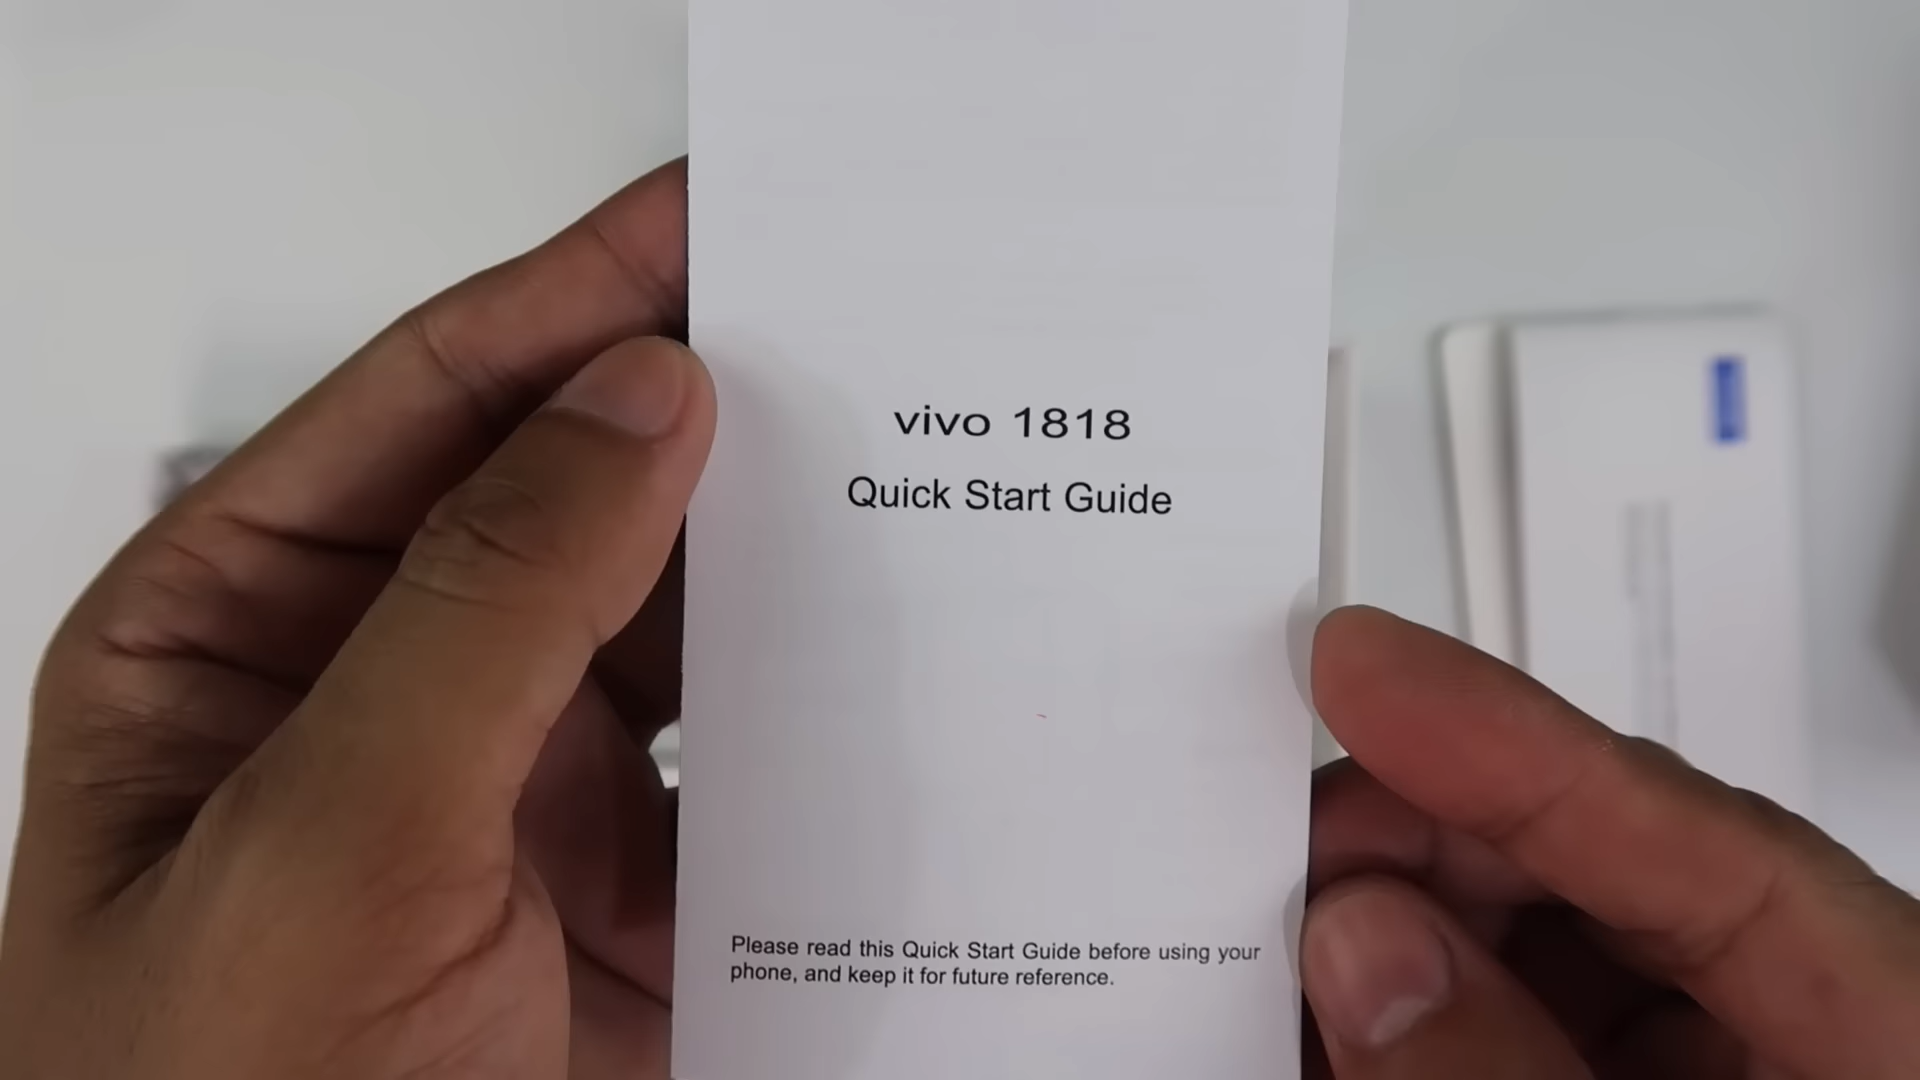 vivo 1818
Quick Start Guide
Please read this Quick Start Guide before using your
phone, and keep it for future reference.